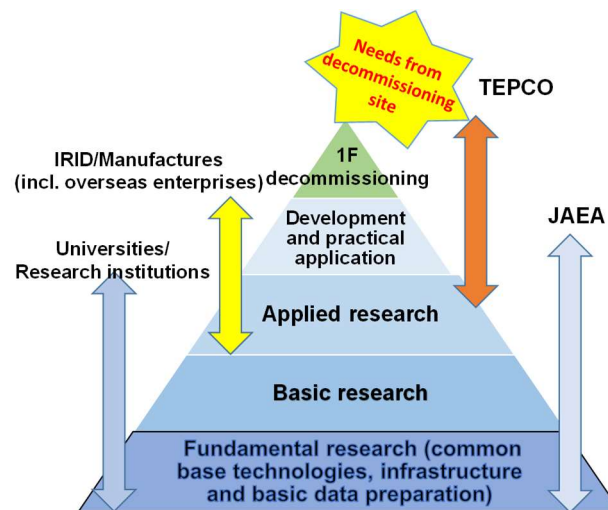 Needs from
decommissioning
site
TEPCO
1F
decommissioning
IRID/Manufactures
(incl. overseas enterprises)
Development
and practical
application
JAEA
Universities/
Research institutions
Applied research
Basic research
Fundamental research (common
base technologies, infrastructure
and basic data preparation)